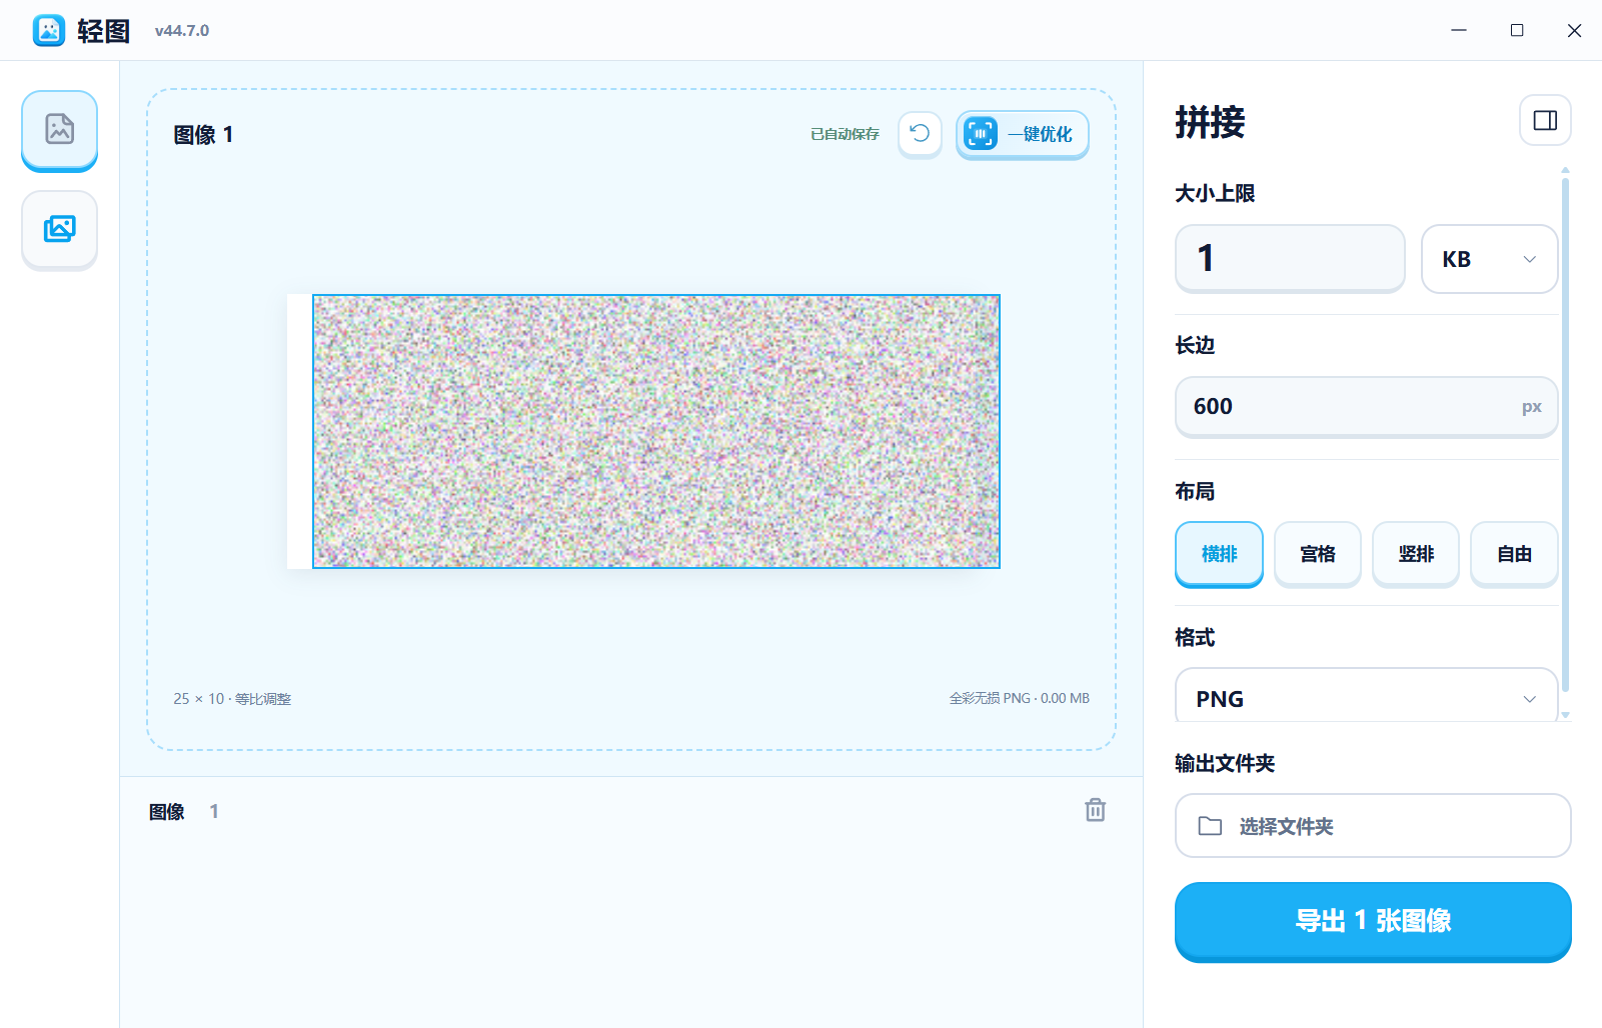 轻图 v44.7.0
图像 1
已自动保存
一键优化
25 × 10 · 等比调整
全彩无损 PNG · 0.00 MB
图像 1
拼接
大小上限
1
KB
长边
600 px
布局
横排 宫格 竖排 自由
格式
PNG
输出文件夹
选择文件夹
导出 1 张图像